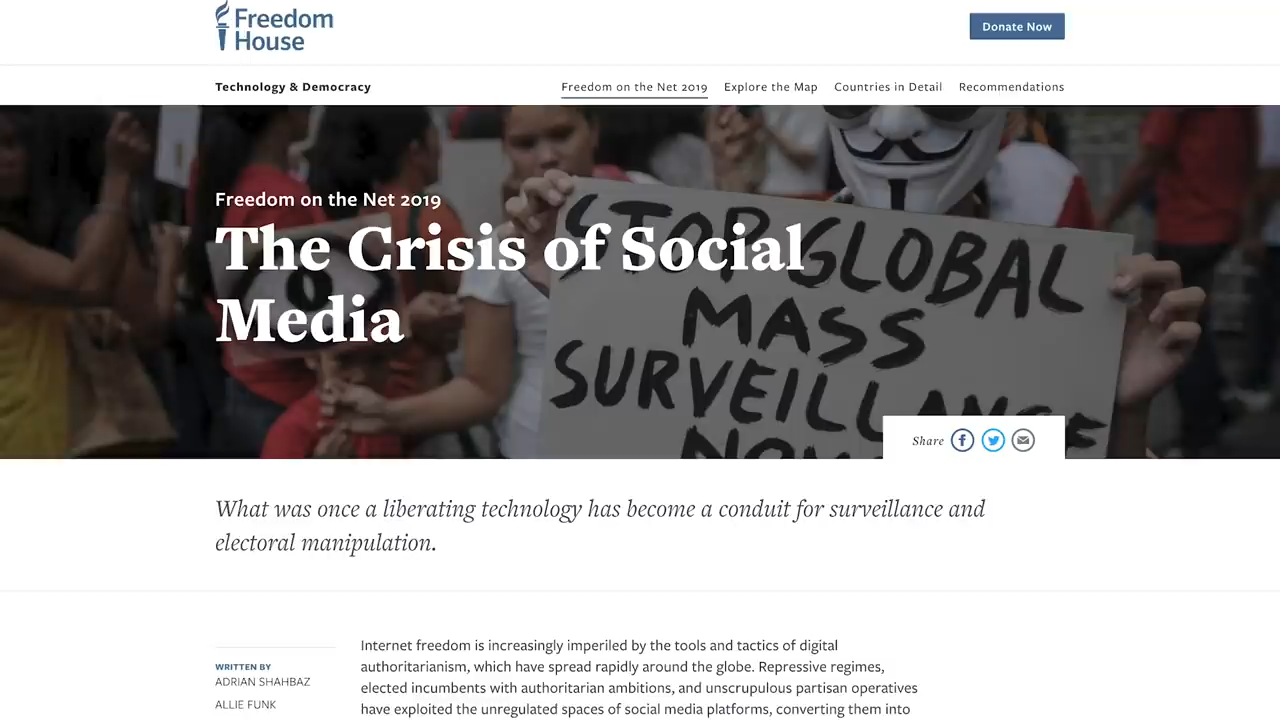 Freedom
House
Donate Now
Technology & Democracy
Freedom on the Net 2019
Explore the Map
Countries in Detail
Recommendations
Freedom on the Net 2019
The Crisis of Social
Media
STOP GLOBAL
MASS
SURVEILLANCE
NOW
Share
What was once a liberating technology has become a conduit for surveillance and
electoral manipulation.
WRITTEN BY
ADRIAN SHAHBAZ
ALLIE FUNK
Internet freedom is increasingly imperiled by the tools and tactics of digital
authoritarianism, which have spread rapidly around the globe. Repressive regimes,
elected incumbents with authoritarian ambitions, and unscrupulous partisan operatives
have exploited the unregulated spaces of social media platforms, converting them into